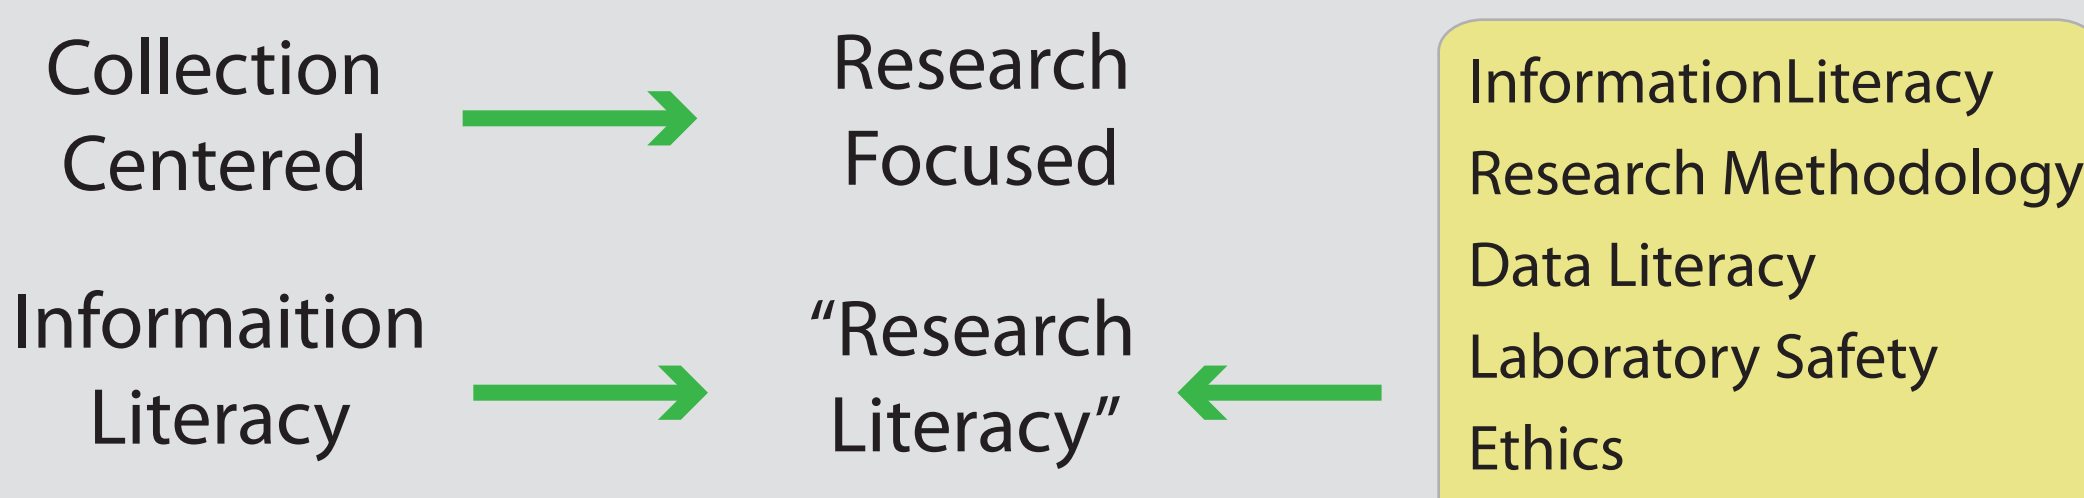 Collection
Centered
Research
Focused
Informaition
Literacy
“Research
Literacy”
InformationLiteracy
Research Methodology
Data Literacy
Laboratory Safety
Ethics